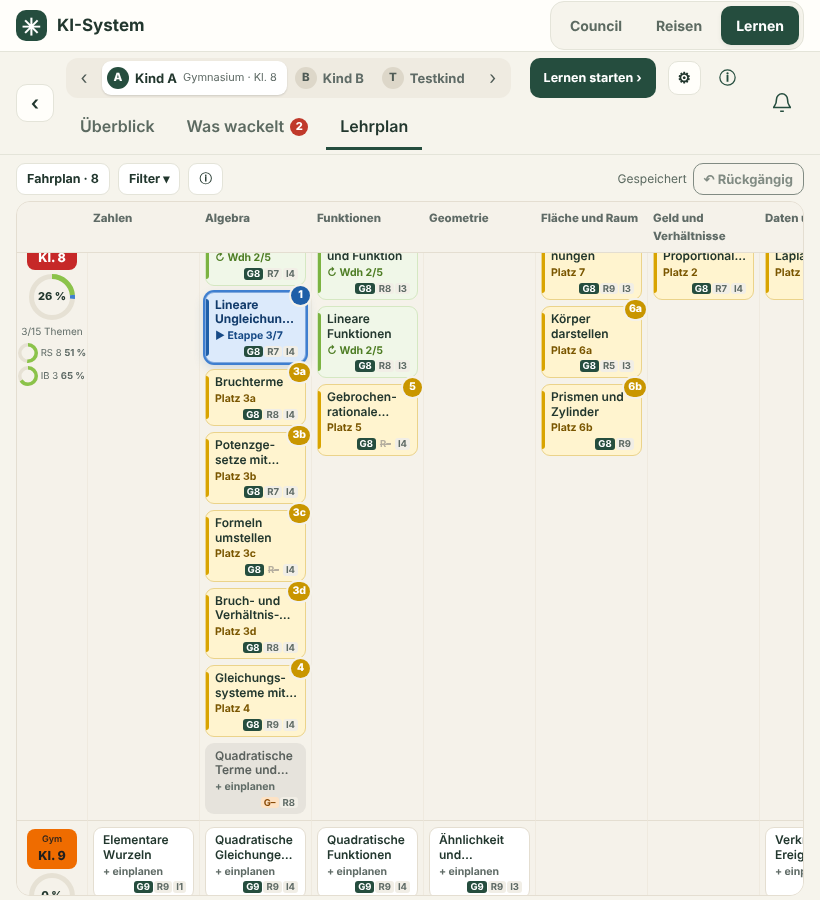 KI-System
Council
Reisen
Lernen
‹
‹
A Kind A Gymnasium · Kl. 8
B Kind B
T Testkind
›
Lernen starten ›
Überblick
Was wackelt 2
Lehrplan
Fahrplan · 8
Filter ▾
ⓘ
Gespeichert
↶ Rückgängig
Zahlen
Algebra
Funktionen
Geometrie
Fläche und Raum
Geld und
Verhältnisse
Daten
Kl. 8
26 %
3/15 Themen
RS 8 51 %
IB 3 65 %
↻ Wdh 2/5
G8 R7 I4
1
Lineare
Ungleichun...
▶ Etappe 3/7
G8 R7 I4
3a
Bruchterme
Platz 3a
G8 R8 I4
3b
Potenzge-
setze mit...
Platz 3b
G8 R7 I4
3c
Formeln
umstellen
Platz 3c
G8 R– I4
3d
Bruch- und
Verhältnis-...
Platz 3d
G8 R8 I4
4
Gleichungs-
systeme mit...
Platz 4
G8 R9 I4
Quadratische
Terme und...
+ einplanen
G– R8
und Funktion
↻ Wdh 2/5
G8 R8 I3
Lineare
Funktionen
↻ Wdh 2/5
G8 R8 I3
5
Gebrochen-
rationale...
Platz 5
G8 R– I4
nungen
Platz 7
G8 R9 I3
6a
Körper
darstellen
Platz 6a
G8 R5 I3
6b
Prismen und
Zylinder
Platz 6b
G8 R9
Proportional...
Platz 2
G8 R7 I4
Platz
Gym
Kl. 9
0 %
Elementare
Wurzeln
+ einplanen
G9 R9 I1
Quadratische
Gleichunge...
+ einplanen
G9 R9 I4
Quadratische
Funktionen
+ einplanen
G9 R9 I4
Ähnlichkeit
und...
+ einplanen
G9 R9 I3